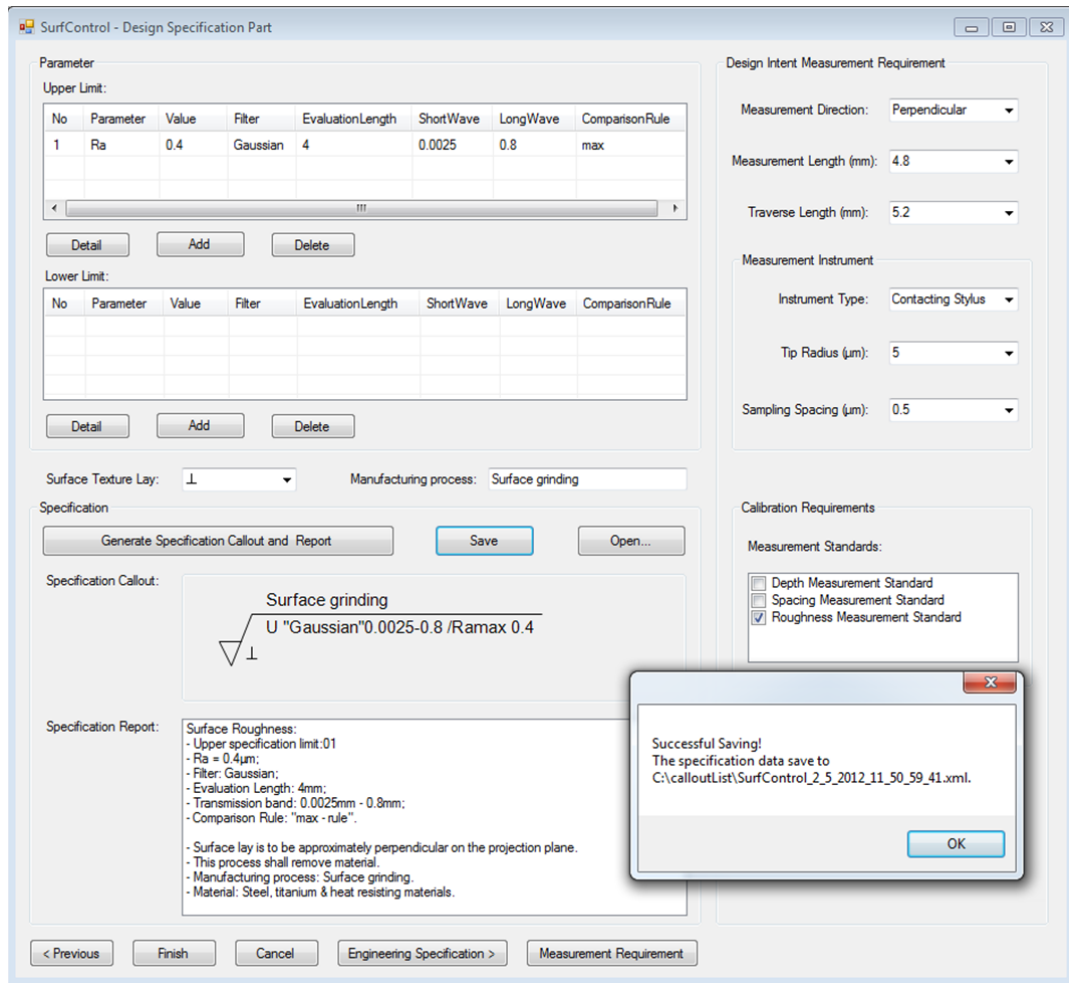 SurfControl - Design Specification Part
Parameter
Upper Limit:
No Parameter Value Filter EvaluationLength ShortWave LongWave ComparisonRule
1 Ra 0.4 Gaussian 4 0.0025 0.8 max
Detail Add Delete
Lower Limit:
No Parameter Value Filter EvaluationLength ShortWave LongWave ComparisonRule
Detail Add Delete
Surface Texture Lay: ⊥ Manufacturing process: Surface grinding
Specification
Generate Specification Callout and Report Save Open...
Specification Callout:
Surface grinding
U "Gaussian"0.0025-0.8 /Ramax 0.4
⊥
Specification Report:
Surface Roughness:
- Upper specification limit:01
- Ra = 0.4µm;
- Filter: Gaussian;
- Evaluation Length: 4mm;
- Transmission band: 0.0025mm - 0.8mm;
- Comparison Rule: "max - rule".
- Surface lay is to be approximately perpendicular on the projection plane.
- This process shall remove material.
- Manufacturing process: Surface grinding.
- Material: Steel, titanium & heat resisting materials.
Design Intent Measurement Requirement
Measurement Direction: Perpendicular
Measurement Length (mm): 4.8
Traverse Length (mm): 5.2
Measurement Instrument
Instrument Type: Contacting Stylus
Tip Radius (µm): 5
Sampling Spacing (µm): 0.5
Calibration Requirements
Measurement Standards:
Depth Measurement Standard
Spacing Measurement Standard
Roughness Measurement Standard
Successful Saving!
The specification data save to
C:\calloutList\SurfControl_2_5_2012_11_50_59_41.xml.
OK
< Previous Finish Cancel Engineering Specification > Measurement Requirement